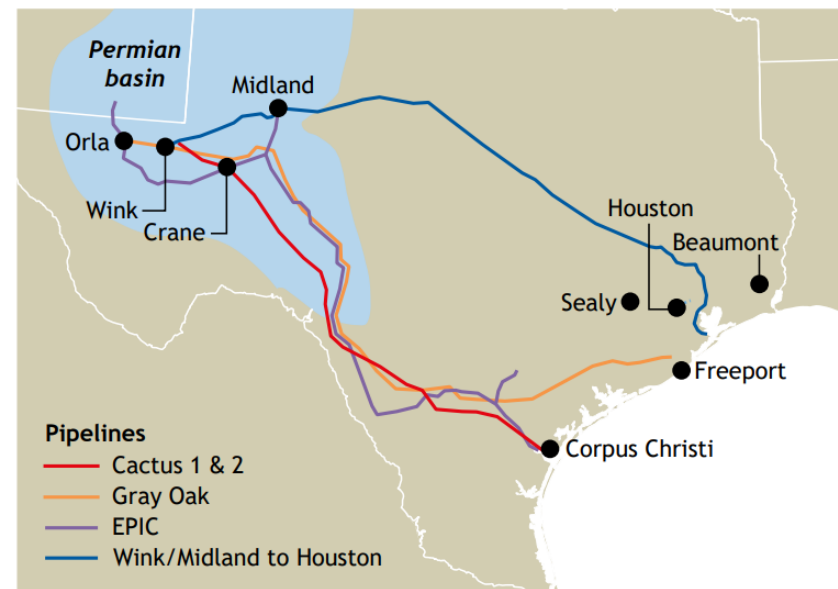 Permian
basin
Midland
Orla
Wink
Crane
Houston
Beaumont
Sealy
Freeport
Corpus Christi
Pipelines
Cactus 1 & 2
Gray Oak
EPIC
Wink/Midland to Houston